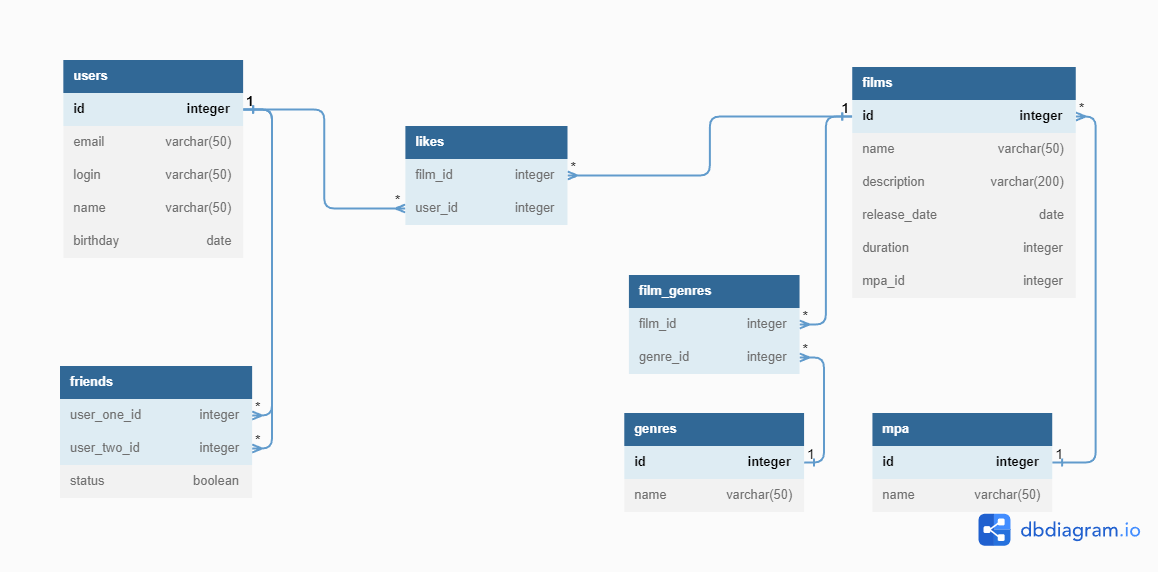 users
id integer
email varchar(50)
login varchar(50)
name varchar(50)
birthday date
1
*
likes
film_id integer
user_id integer
*
1
films
id integer
name varchar(50)
description varchar(200)
release_date date
duration integer
mpa_id integer
*
film_genres
film_id integer
genre_id integer
*
*
friends
user_one_id integer
user_two_id integer
status boolean
*
*
genres
id integer
name varchar(50)
1
mpa
id integer
name varchar(50)
1
dbdiagram.io